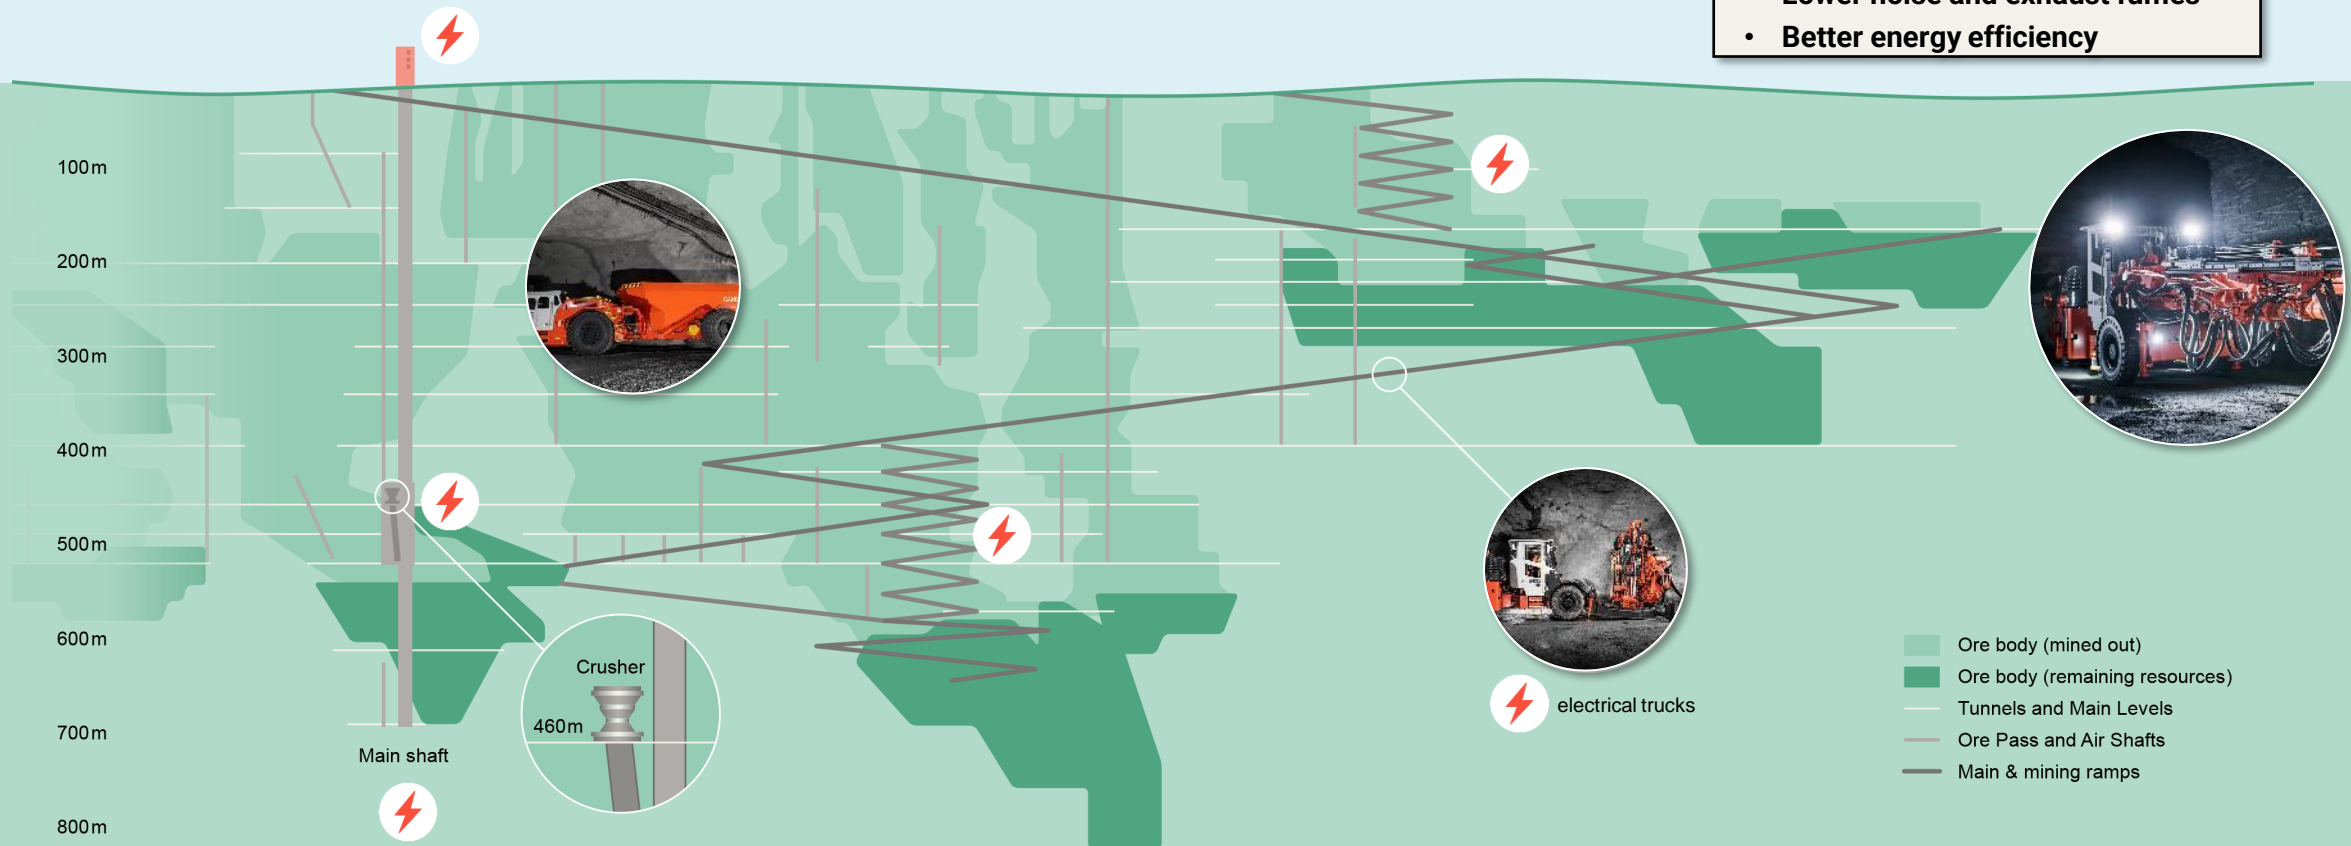 • Better energy efficiency
100m
200m
300m
400m
500m
600m
700m
800m
Crusher
460m
Main shaft
electrical trucks
Ore body (mined out)
Ore body (remaining resources)
Tunnels and Main Levels
Ore Pass and Air Shafts
Main & mining ramps